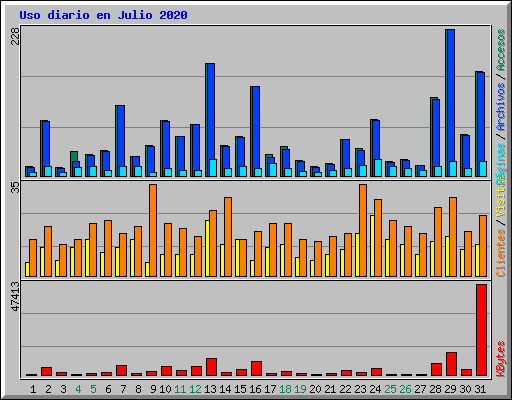 Uso diario en Julio 2020
228
35
47413
Clientes / Visitas
Páginas / Archivos / Accesos
KBytes
1 2 3 4 5 6 7 8 9 10 11 12 13 14 15 16 17 18 19 20 21 22 23 24 25 26 27 28 29 30 31